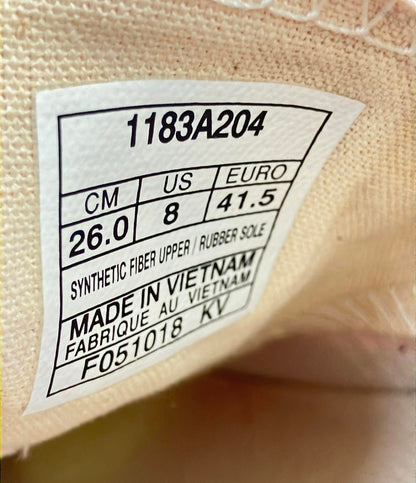 1183A204
CM US EURO
26.0 8 41.5
SYNTHETIC FIBER UPPER / RUBBER SOLE
MADE IN VIETNAM
FABRIQUE AU VIETNAM
F051018 KV